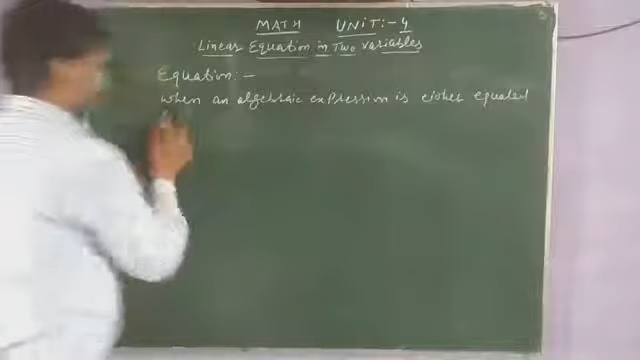 MATH UNIT:- 4
Linear Equation in Two Variables
Equation:-
when an algebraic expression is either equated